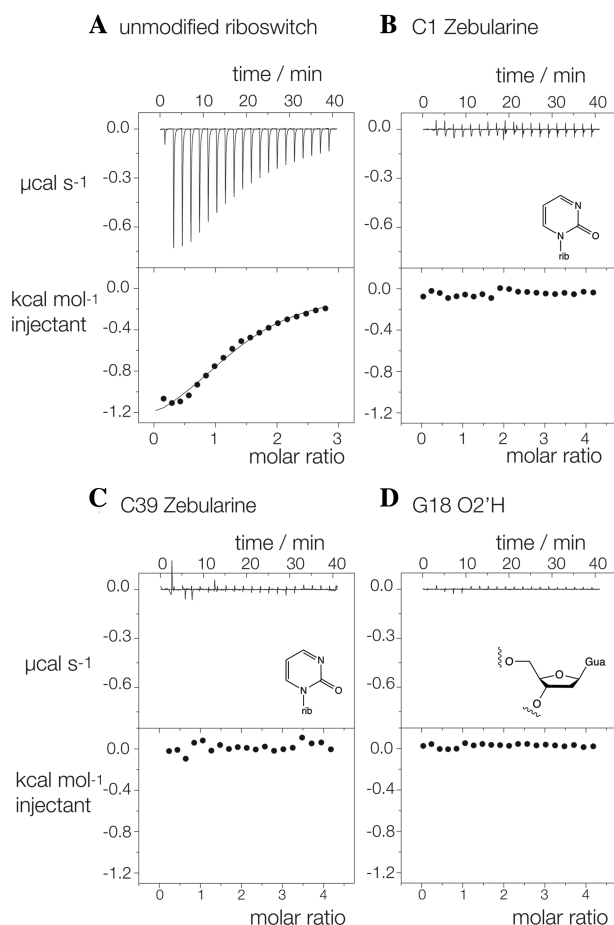 A unmodified riboswitch
B C1 Zebularine
time / min
0 10 20 30 40
time / min
0 10 20 30 40
0.0
-0.3
-0.6
µcal s-1
0.0
-0.3
-0.6
N
N
O
rib
kcal mol-1
injectant
0.0
-0.4
-0.8
-1.2
0 1 2 3
molar ratio
0.0
-0.4
-0.8
-1.2
0 1 2 3 4
molar ratio
C C39 Zebularine
D G18 O2'H
time / min
0 10 20 30 40
time / min
0 10 20 30 40
0.0
-0.3
-0.6
µcal s-1
N
N
O
rib
0.0
-0.3
-0.6
O
O
Gua
O
kcal mol-1
injectant
0.0
-0.4
-0.8
-1.2
0 1 2 3 4
molar ratio
0.0
-0.4
-0.8
-1.2
0 1 2 3 4
molar ratio